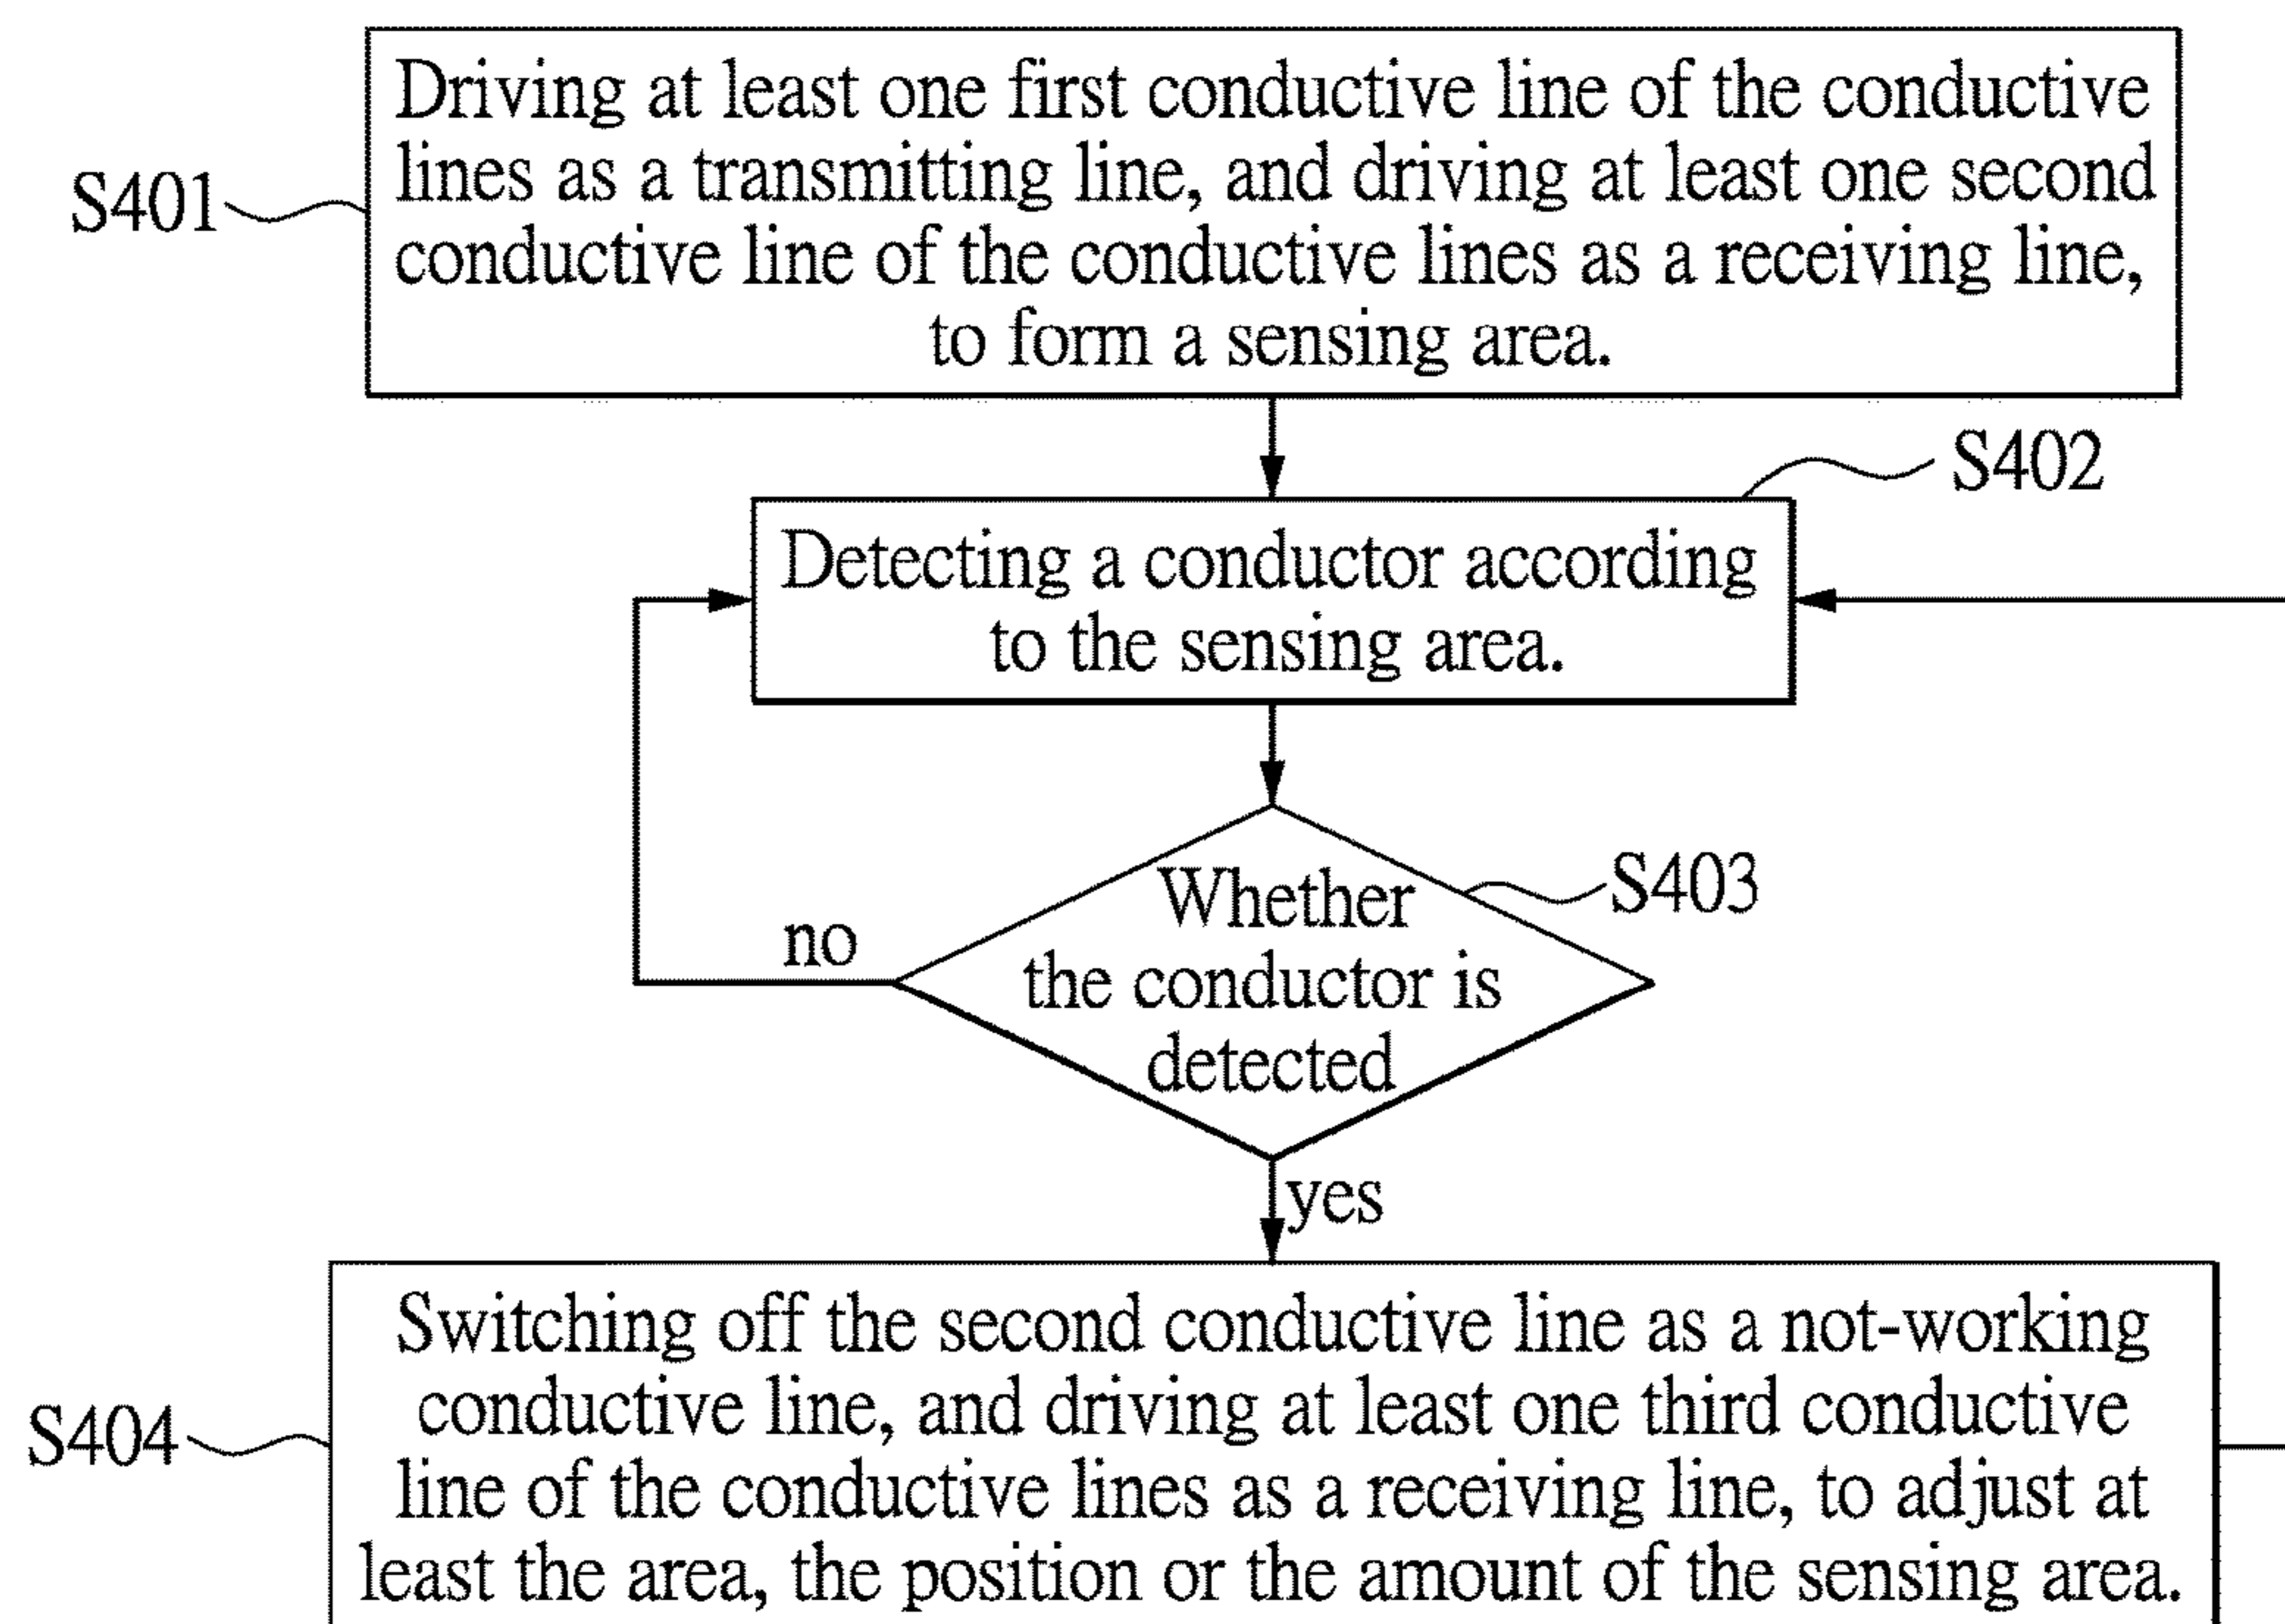 S401
Driving at least one first conductive line of the conductive
lines as a transmitting line, and driving at least one second
conductive line of the conductive lines as a receiving line,
to form a sensing area.
S402
Detecting a conductor according
to the sensing area.
S403
Whether
the conductor is
detected
no
yes
S404
Switching off the second conductive line as a not-working
conductive line, and driving at least one third conductive
line of the conductive lines as a receiving line, to adjust at
least the area, the position or the amount of the sensing area.